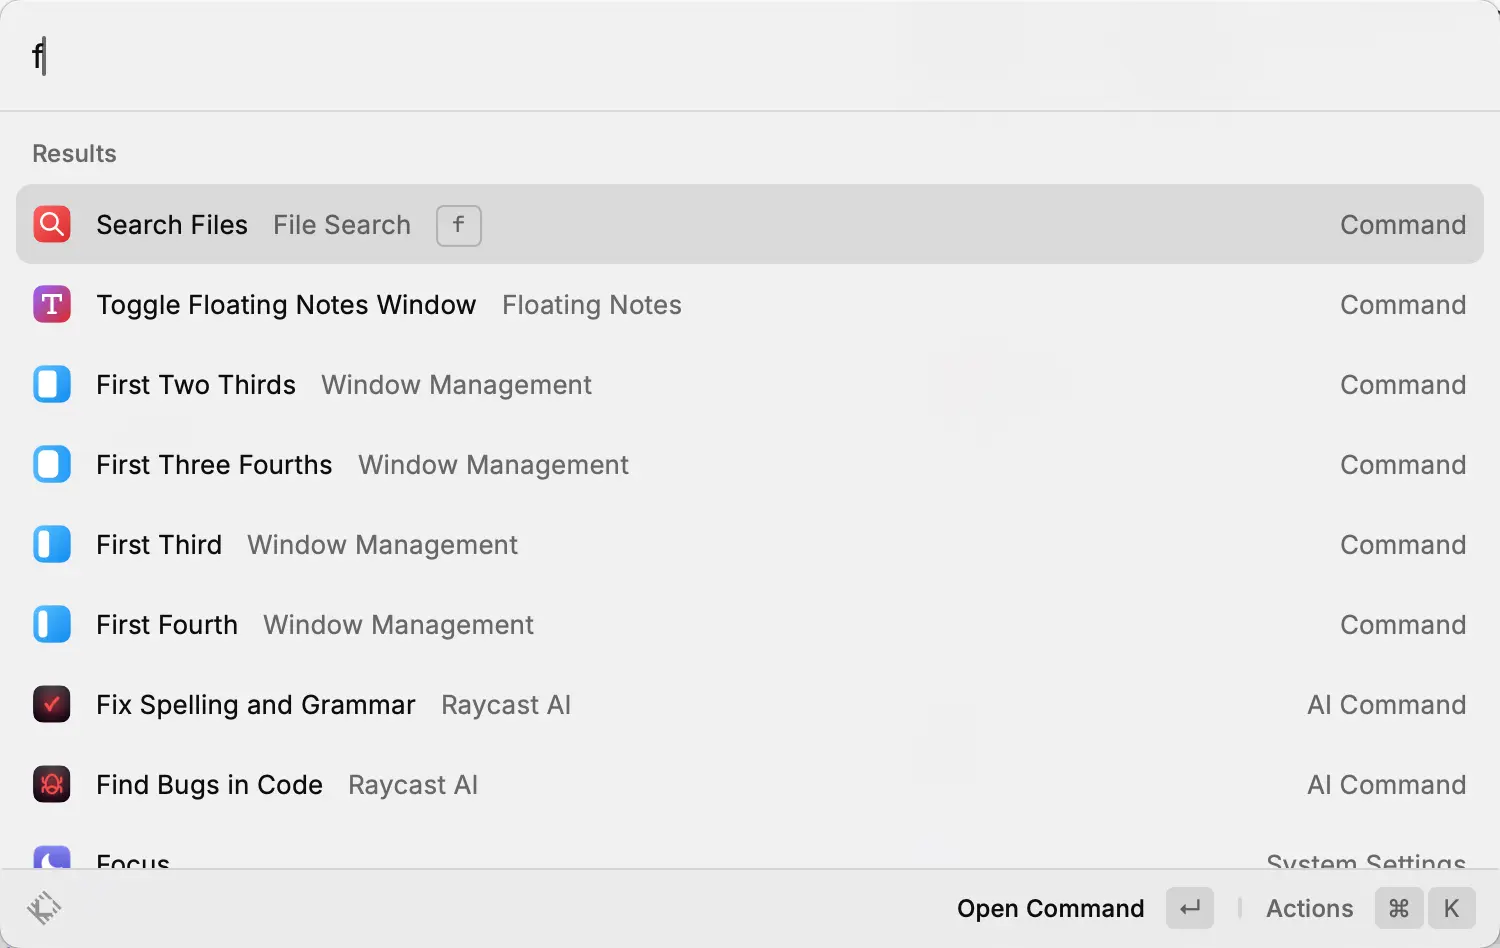 f
Results
Search Files File Search f Command
Toggle Floating Notes Window Floating Notes Command
First Two Thirds Window Management Command
First Three Fourths Window Management Command
First Third Window Management Command
First Fourth Window Management Command
Fix Spelling and Grammar Raycast AI AI Command
Find Bugs in Code Raycast AI AI Command
Focus System Settings
Open Command ↵ Actions ⌘ K